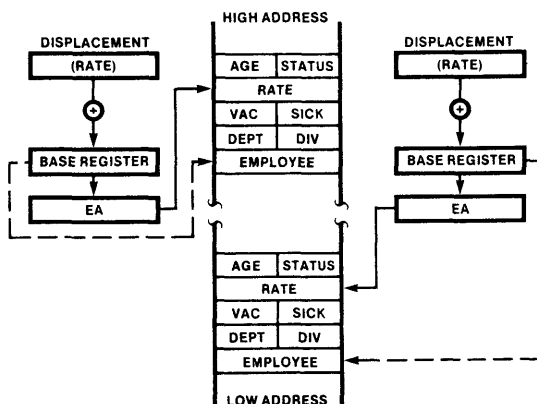 HIGH ADDRESS
DISPLACEMENT
(RATE)
+
BASE REGISTER
EA
AGE STATUS
RATE
VAC SICK
DEPT DIV
EMPLOYEE
DISPLACEMENT
(RATE)
+
BASE REGISTER
EA
AGE STATUS
RATE
VAC SICK
DEPT DIV
EMPLOYEE
LOW ADDRESS